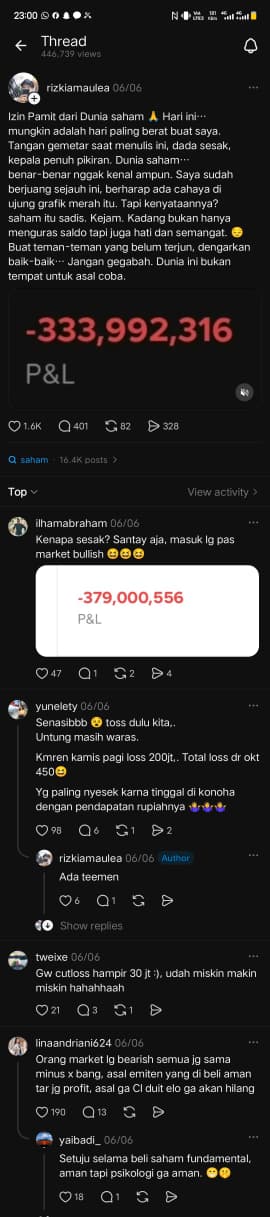 23:00
Thread
446.739 views
rizkiamaulea 06/06
Izin Pamit dari Dunia saham 🙏 Hari ini…
mungkin adalah hari paling berat buat saya.
Tangan gemetar saat menulis ini, dada sesak,
kepala penuh pikiran. Dunia saham…
benar-benar nggak kenal ampun. Saya sudah
berjuang sejauh ini, berharap ada cahaya di
ujung grafik merah itu. Tapi kenyataannya?
saham itu sadis. Kejam. Kadang bukan hanya
menguras saldo tapi juga hati dan semangat. 😔
Buat teman-teman yang belum terjun, dengarkan
baik-baik… Jangan gegabah. Dunia ini bukan
tempat untuk asal coba.
-333,992,316
P&L
1.6K 401 82 328
saham 16.4K posts
Top View activity
ilhamabraham 06/06
Kenapa sesak? Santay aja, masuk lg pas
market bullish 😄😄😄
-379,000,556
P&L
47 1 2 4
yunelety 06/06
Senasibbb 😧 toss dulu kita,.
Untung masih waras.
Kmren kamis pagi loss 200jt,. Total loss dr okt
450😄
Yg paling nyesek karna tinggal di konoha
dengan pendapatan rupiahnya 🤷‍♀️🤷‍♀️🤷‍♀️
98 6 1 2
rizkiamaulea 06/06 Author
Ada teemen
6 1
Show replies
tweixe 06/06
Gw cutloss hampir 30 jt :), udah miskin makin
miskin hahahhaah
21 3 1
linaandriani624 06/06
Orang market lg bearish semua jg sama
minus x bang, asal emiten yang di beli aman
tar jg profit, asal ga Cl duit elo ga akan hilang
190 13
yaibadi_ 06/06
Setuju selama beli saham fundamental,
aman tapi psikologi ga aman. 😁🤭
18 1